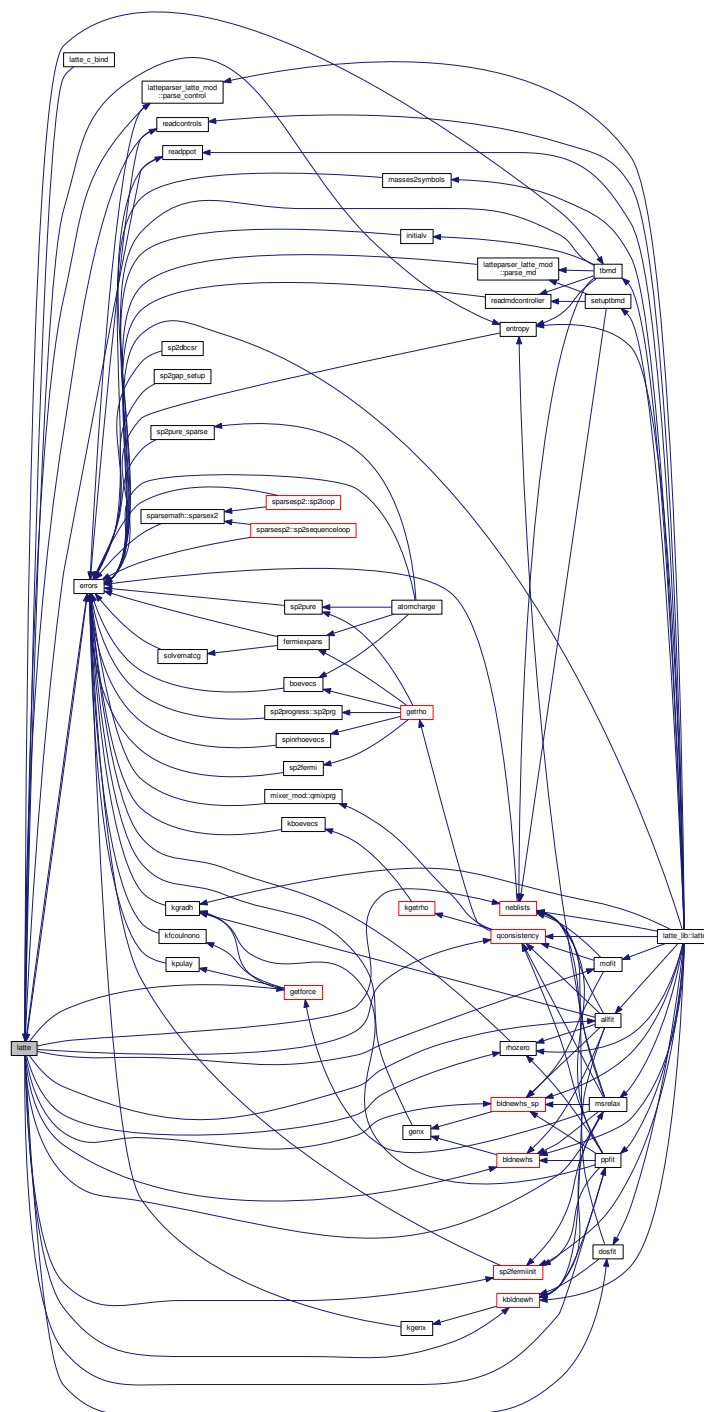 latte_c_bind
latteparser_latte_mod
::parse_control
readcontrols
readppot
masses2symbols
initialv
latteparser_latte_mod
::parse_md
tbmd
readmdcontroller
setuptbmd
entropy
sp2dbcsr
sp2gap_setup
sp2pure_sparse
sparsesp2::sp2loop
sparsemath::sparsex2
sparsesp2::sp2sequenceloop
errors
sp2pure
atomcharge
fermiexpans
solvematcg
boevecs
sp2progress::sp2prg
getrho
spinrhoevecs
sp2fermi
mixer_mod::qmixprg
kboevecs
kgradh
kgetrho
neblists
kfcoulnono
qconsistency
latte_lib::latte
kpulay
mofit
getforce
allfit
latte
rhozero
bldnewhs_sp
msrelax
genx
bldnewhs
ppfit
dosfit
sp2fermiinit
kbldnewh
kgenx